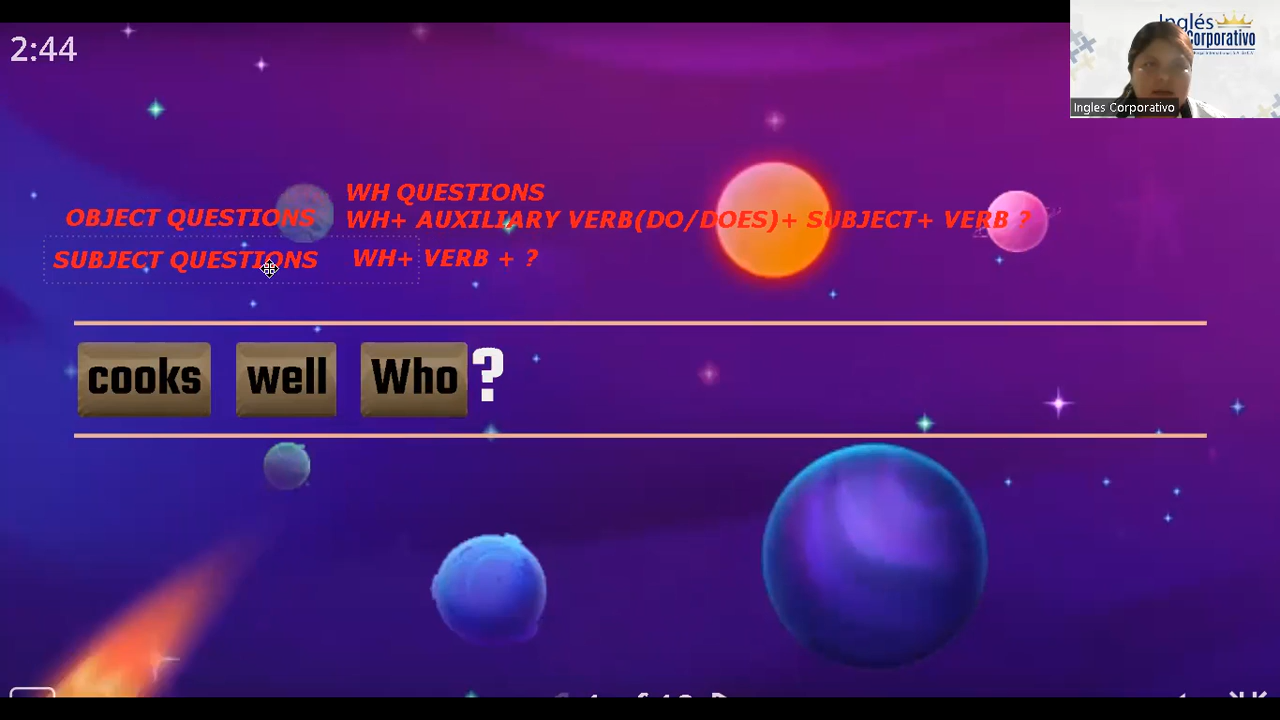 2:44
Inglés
Corporativo
Ingles Corporativo
WH QUESTIONS
OBJECT QUESTIONS WH+ AUXILIARY VERB(DO/DOES)+ SUBJECT+ VERB ?
SUBJECT QUESTIONS WH+ VERB + ?
cooks well Who ?